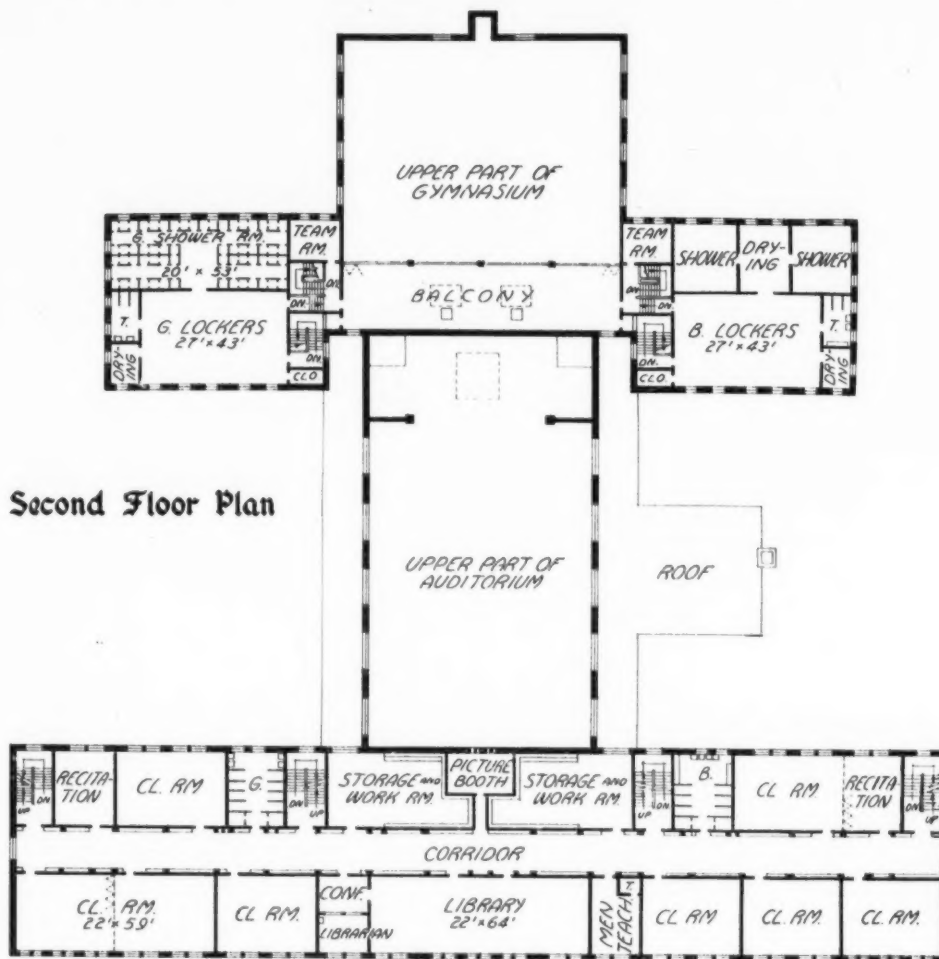 UPPER PART OF
GYMNASIUM
TEAM
RM.
G. SHOWER RM.
20' x 53'
DN.
DN.
T.
G. LOCKERS
27' x 43'
DRY-
ING
CLO.
BALCONY
TEAM
RM.
SHOWER
DRY-
ING
SHOWER
DN.
DN.
B. LOCKERS
27' x 43'
T.
DRY-
ING
CLO.
Second Floor Plan
UPPER PART OF
AUDITORIUM
ROOF
UP
DN
RECITA-
TION
CL. RM
G.
UP
DN
STORAGE AND
WORK RM.
PICTURE
BOOTH
STORAGE AND
WORK RM.
UP
DN
B.
CL. RM.
RECITA-
TION
UP
DN
CORRIDOR
CL. RM.
22' x 59'
CL. RM.
CONF.
LIBRARIAN
LIBRARY
22' x 64'
MEN
TEACH.
T.
CL. RM
CL. RM.
CL. RM.